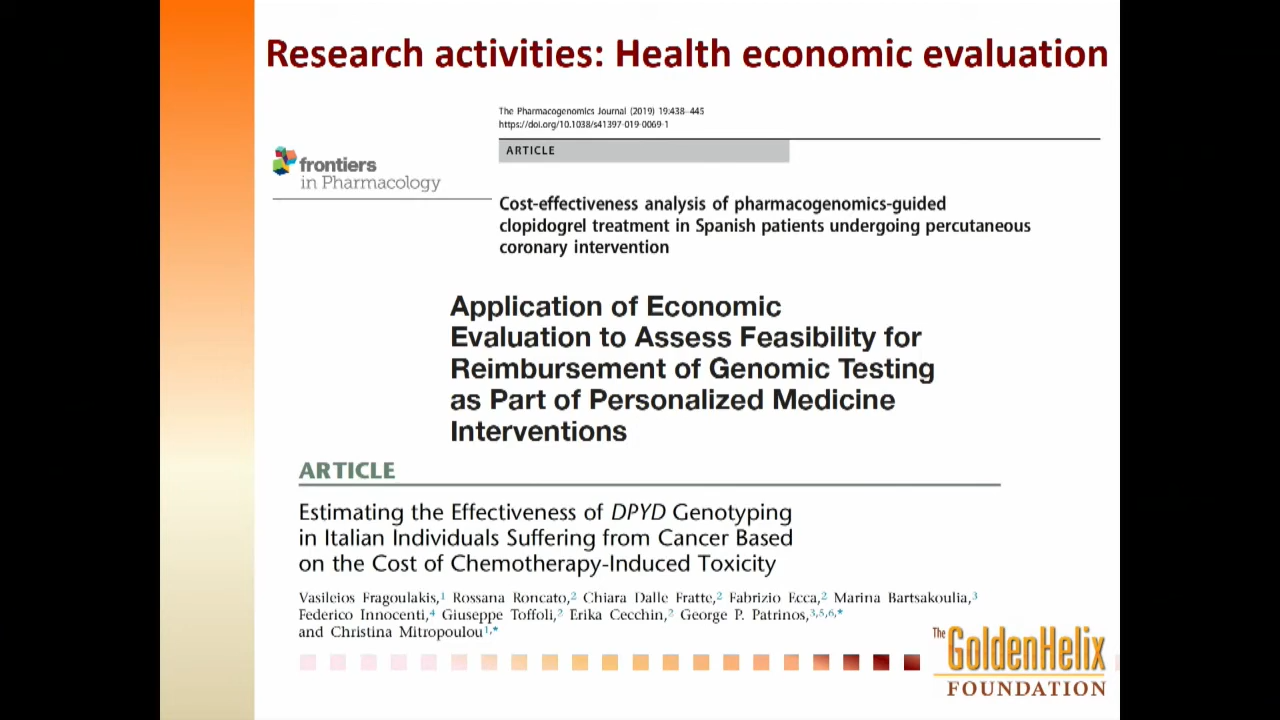 Research activities: Health economic evaluation
The Pharmacogenomics Journal (2019) 19:438–445
https://doi.org/10.1038/s41397-019-0069-1
ARTICLE
frontiers
in Pharmacology
Cost-effectiveness analysis of pharmacogenomics-guided
clopidogrel treatment in Spanish patients undergoing percutaneous
coronary intervention
Application of Economic
Evaluation to Assess Feasibility for
Reimbursement of Genomic Testing
as Part of Personalized Medicine
Interventions
ARTICLE
Estimating the Effectiveness of DPYD Genotyping
in Italian Individuals Suffering from Cancer Based
on the Cost of Chemotherapy-Induced Toxicity
Vasileios Fragoulakis,1 Rossana Roncato,2 Chiara Dalle Fratte,2 Fabrizio Ecca,2 Marina Bartsakoulia,3
Federico Innocenti,4 Giuseppe Toffoli,2 Erika Cecchin,2 George P. Patrinos,3,5,6,*
and Christina Mitropoulou1,*
The GoldenHelix
FOUNDATION